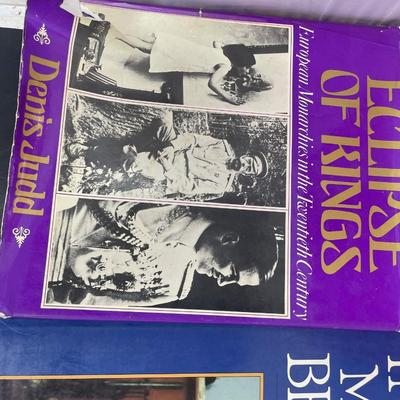 ECLIPSE
OF KINGS
European Monarchies in the Twentieth Century
Denis Judd